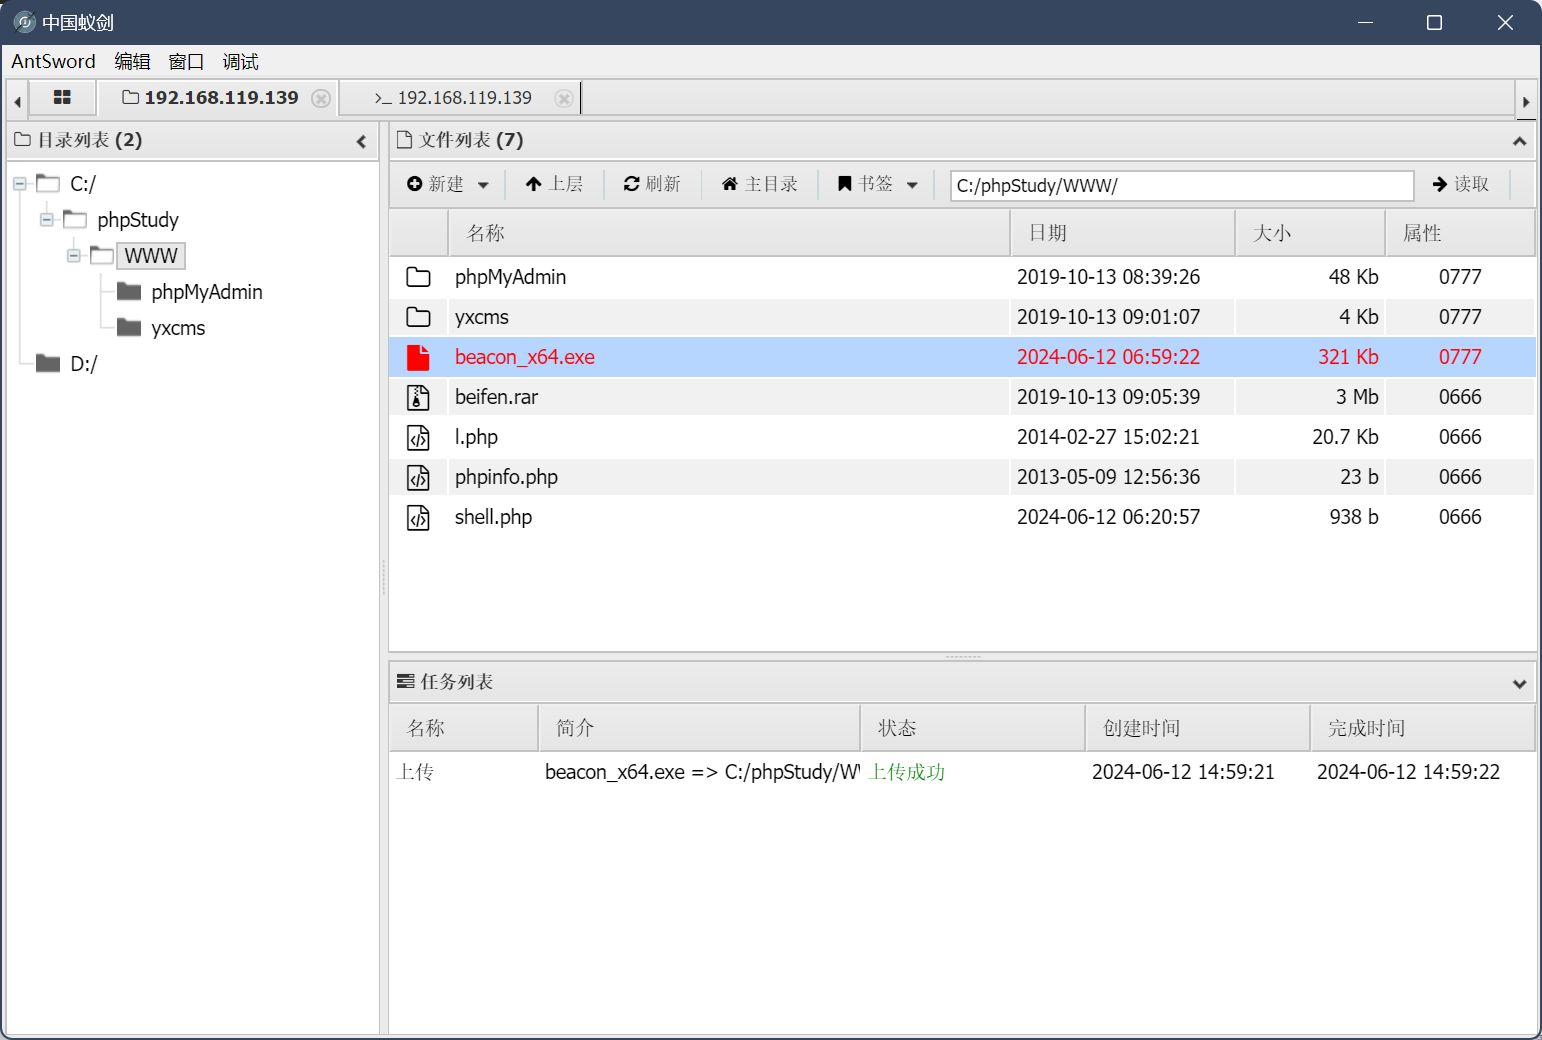 中国蚁剑
AntSword 编辑 窗口 调试
192.168.119.139 >_ 192.168.119.139
目录列表 (2)
C:/
phpStudy
WWW
phpMyAdmin
yxcms
D:/
文件列表 (7)
新建 上层 刷新 主目录 书签 C:/phpStudy/WWW/ 读取
名称 日期 大小 属性
phpMyAdmin 2019-10-13 08:39:26 48 Kb 0777
yxcms 2019-10-13 09:01:07 4 Kb 0777
beacon_x64.exe 2024-06-12 06:59:22 321 Kb 0777
beifen.rar 2019-10-13 09:05:39 3 Mb 0666
l.php 2014-02-27 15:02:21 20.7 Kb 0666
phpinfo.php 2013-05-09 12:56:36 23 b 0666
shell.php 2024-06-12 06:20:57 938 b 0666
任务列表
名称 简介 状态 创建时间 完成时间
上传 beacon_x64.exe => C:/phpStudy/W 上传成功 2024-06-12 14:59:21 2024-06-12 14:59:22